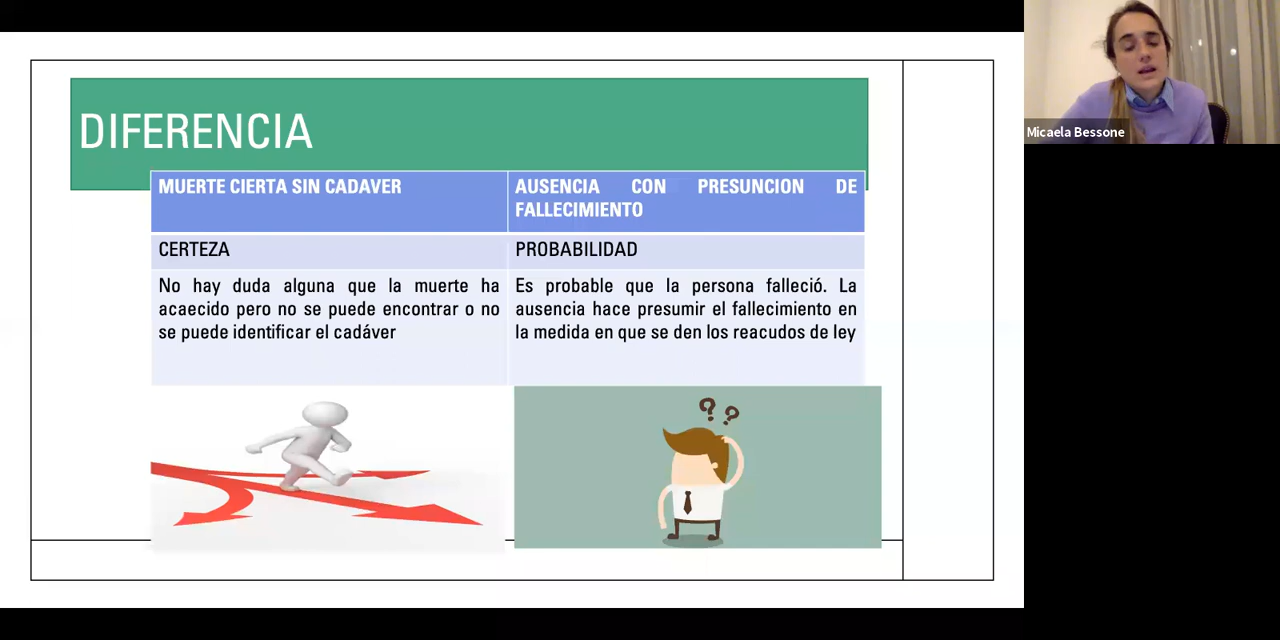 DIFERENCIA
MUERTE CIERTA SIN CADAVER
AUSENCIA CON PRESUNCION DE
FALLECIMIENTO
CERTEZA
PROBABILIDAD
No hay duda alguna que la muerte ha
acaecido pero no se puede encontrar o no
se puede identificar el cadáver
Es probable que la persona falleció. La
ausencia hace presumir el fallecimiento en
la medida en que se den los reacudos de ley
? ?
Micaela Bessone